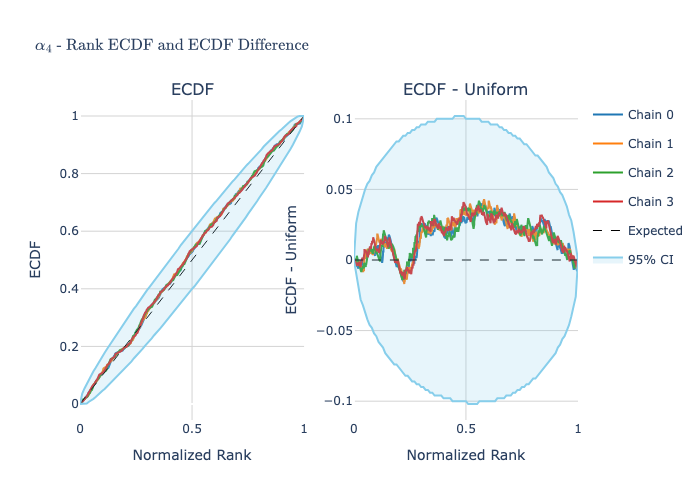 α₄ - Rank ECDF and ECDF Difference
ECDF
ECDF - Uniform
ECDF
1
0.8
0.6
0.4
0.2
0
0
0.5
1
Normalized Rank
ECDF - Uniform
0.1
0.05
0
−0.05
−0.1
0
0.5
1
Normalized Rank
Chain 0
Chain 1
Chain 2
Chain 3
Expected
95% CI